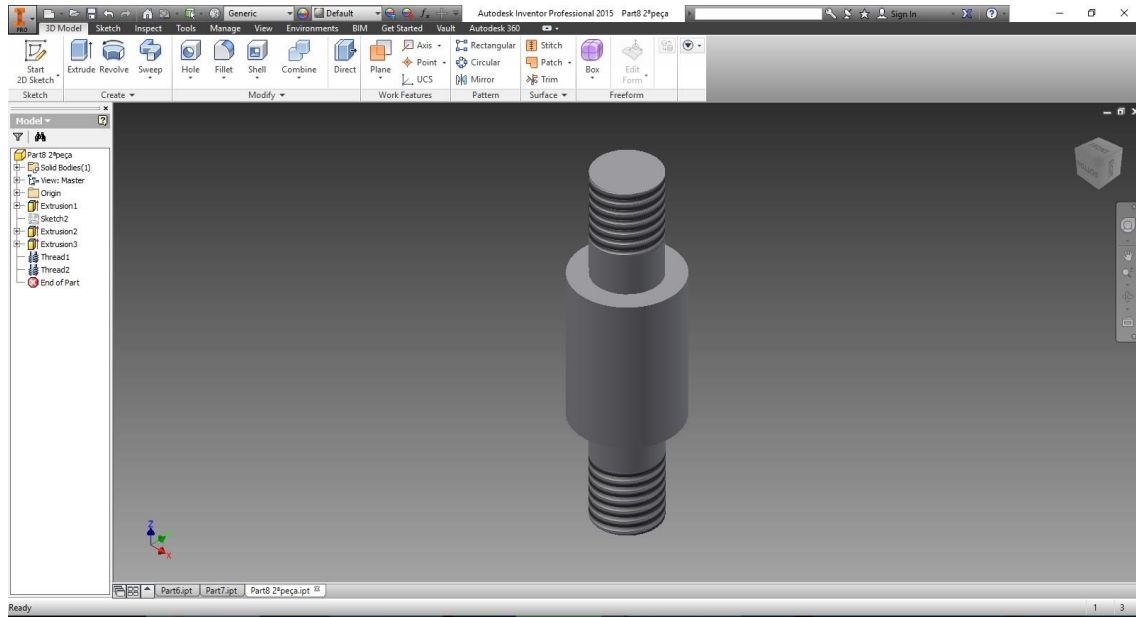 PRO
Generic
Default
Autodesk Inventor Professional 2015 Part8 2ªpeça
Sign In
3D Model Sketch Inspect Tools Manage View Environments BIM Get Started Vault Autodesk 360
Start
2D Sketch
Extrude Revolve Sweep
Hole Fillet Shell Combine Direct
Plane
Axis
Point
UCS
Rectangular
Circular
Mirror
Stitch
Patch
Trim
Box
Edit
Form
Sketch Create Modify Work Features Pattern Surface Freeform
Model
Part8 2ªpeça
Solid Bodies(1)
View: Master
Origin
Extrusion1
Sketch2
Extrusion2
Extrusion3
Thread1
Thread2
End of Part
FRONT
Z
X
Part6.ipt Part7.ipt Part8 2ªpeça.ipt
Ready
1 3